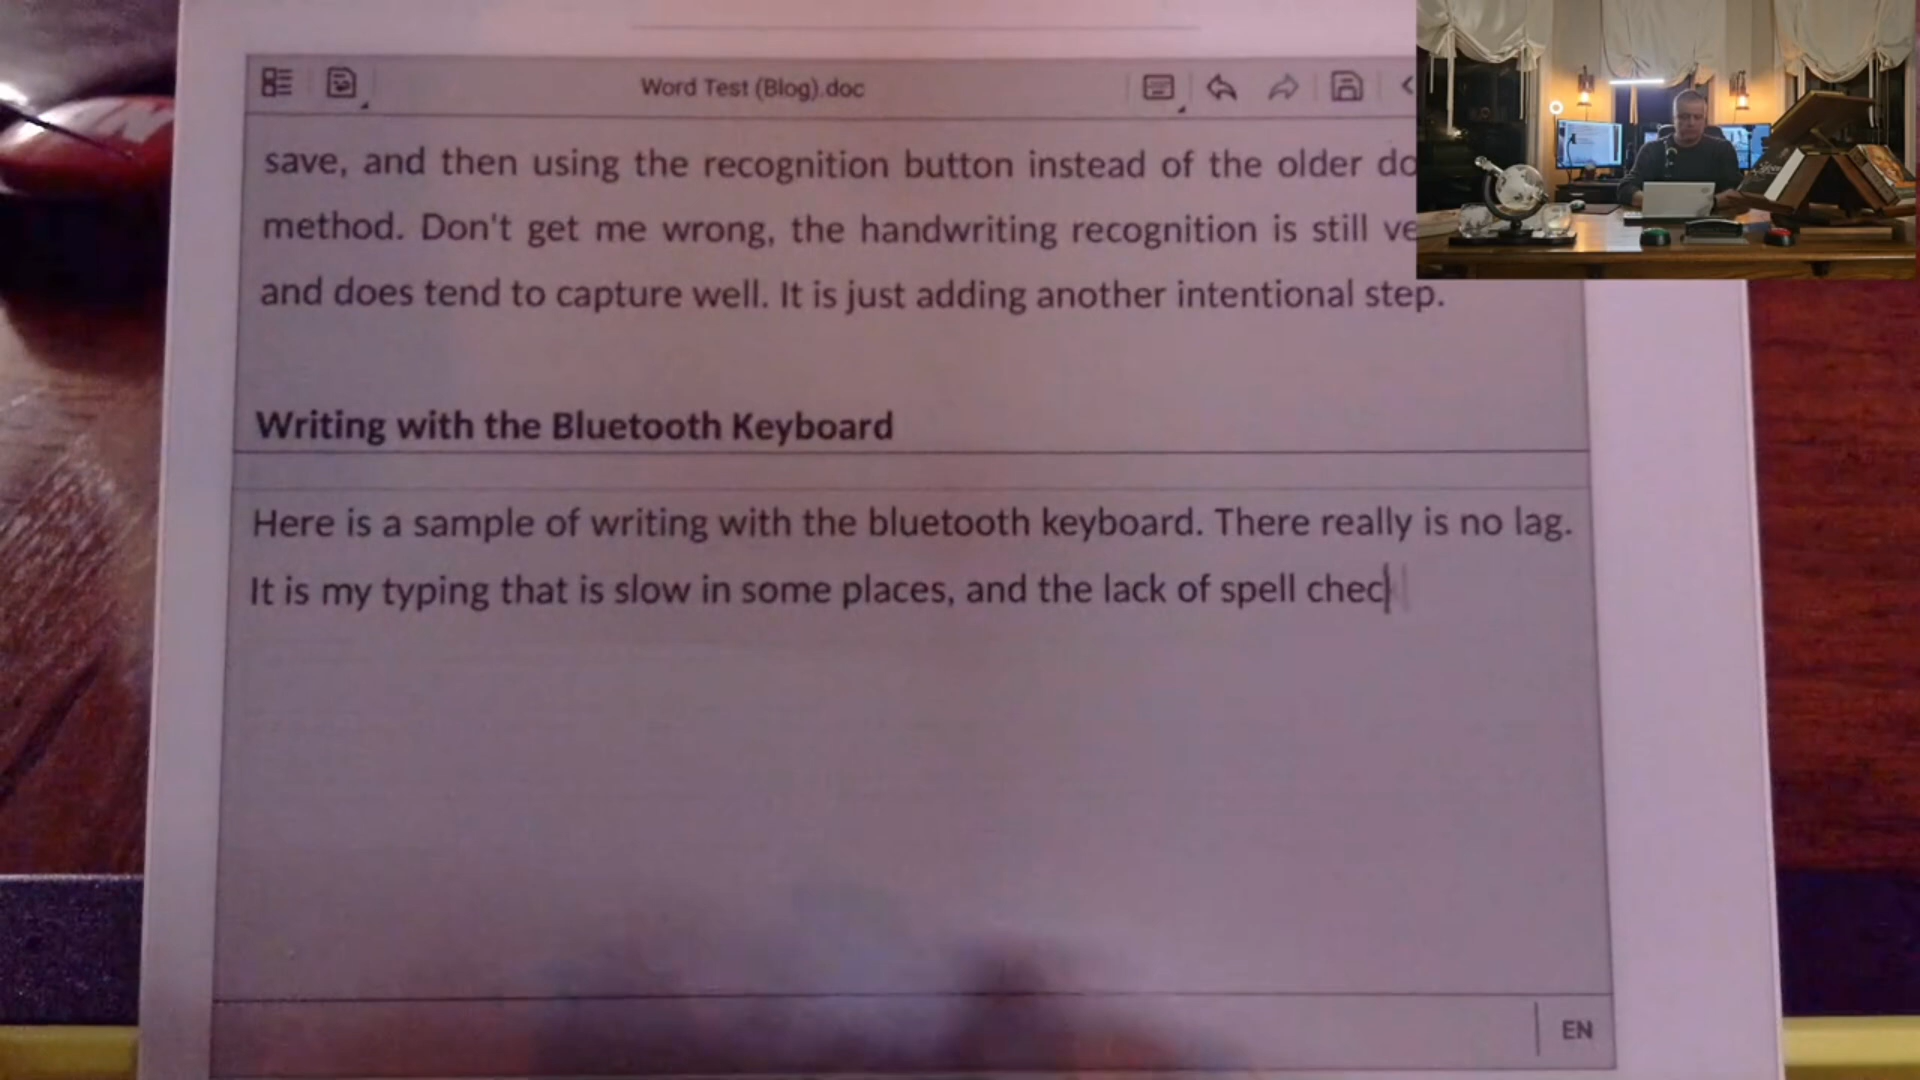 Word Test (Blog).doc
save, and then using the recognition button instead of the older do
method. Don't get me wrong, the handwriting recognition is still ve
and does tend to capture well. It is just adding another intentional step.
Writing with the Bluetooth Keyboard
Here is a sample of writing with the bluetooth keyboard. There really is no lag.
It is my typing that is slow in some places, and the lack of spell chec
EN